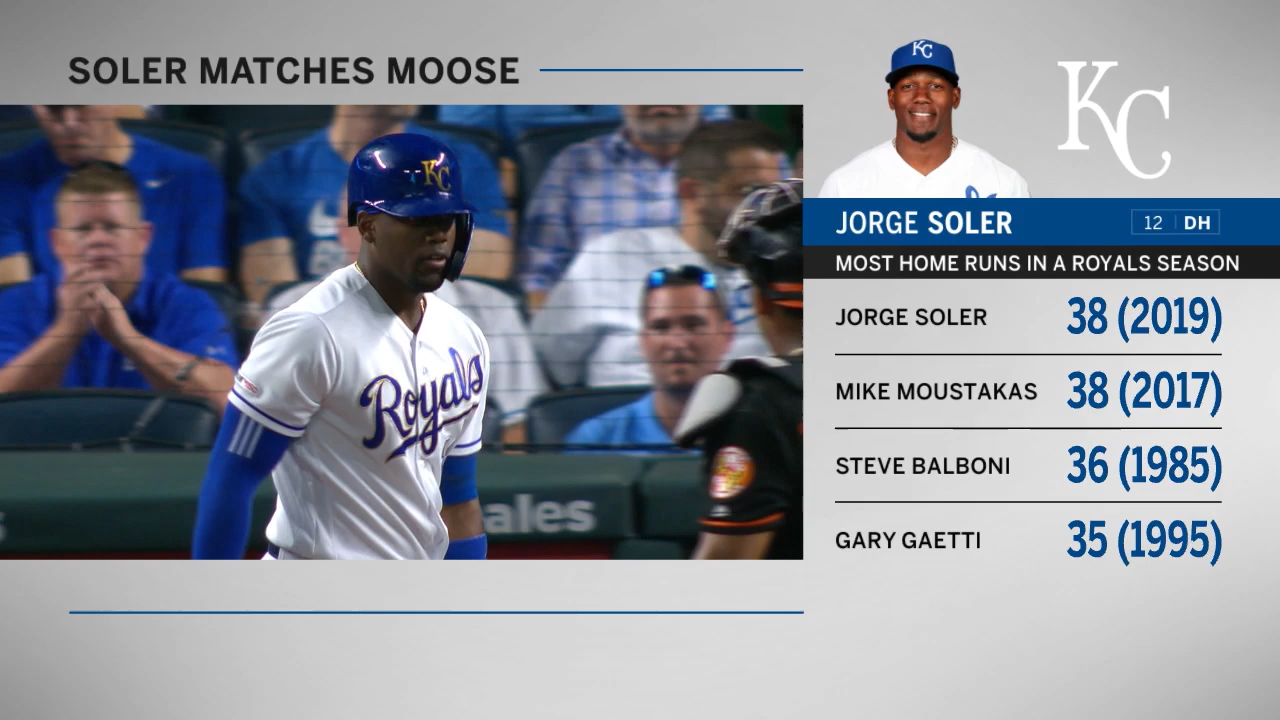 SOLER MATCHES MOOSE
KC
KC
KC
Royals
ales
JORGE SOLER
12 DH
MOST HOME RUNS IN A ROYALS SEASON
JORGE SOLER 38 (2019)
MIKE MOUSTAKAS 38 (2017)
STEVE BALBONI 36 (1985)
GARY GAETTI 35 (1995)